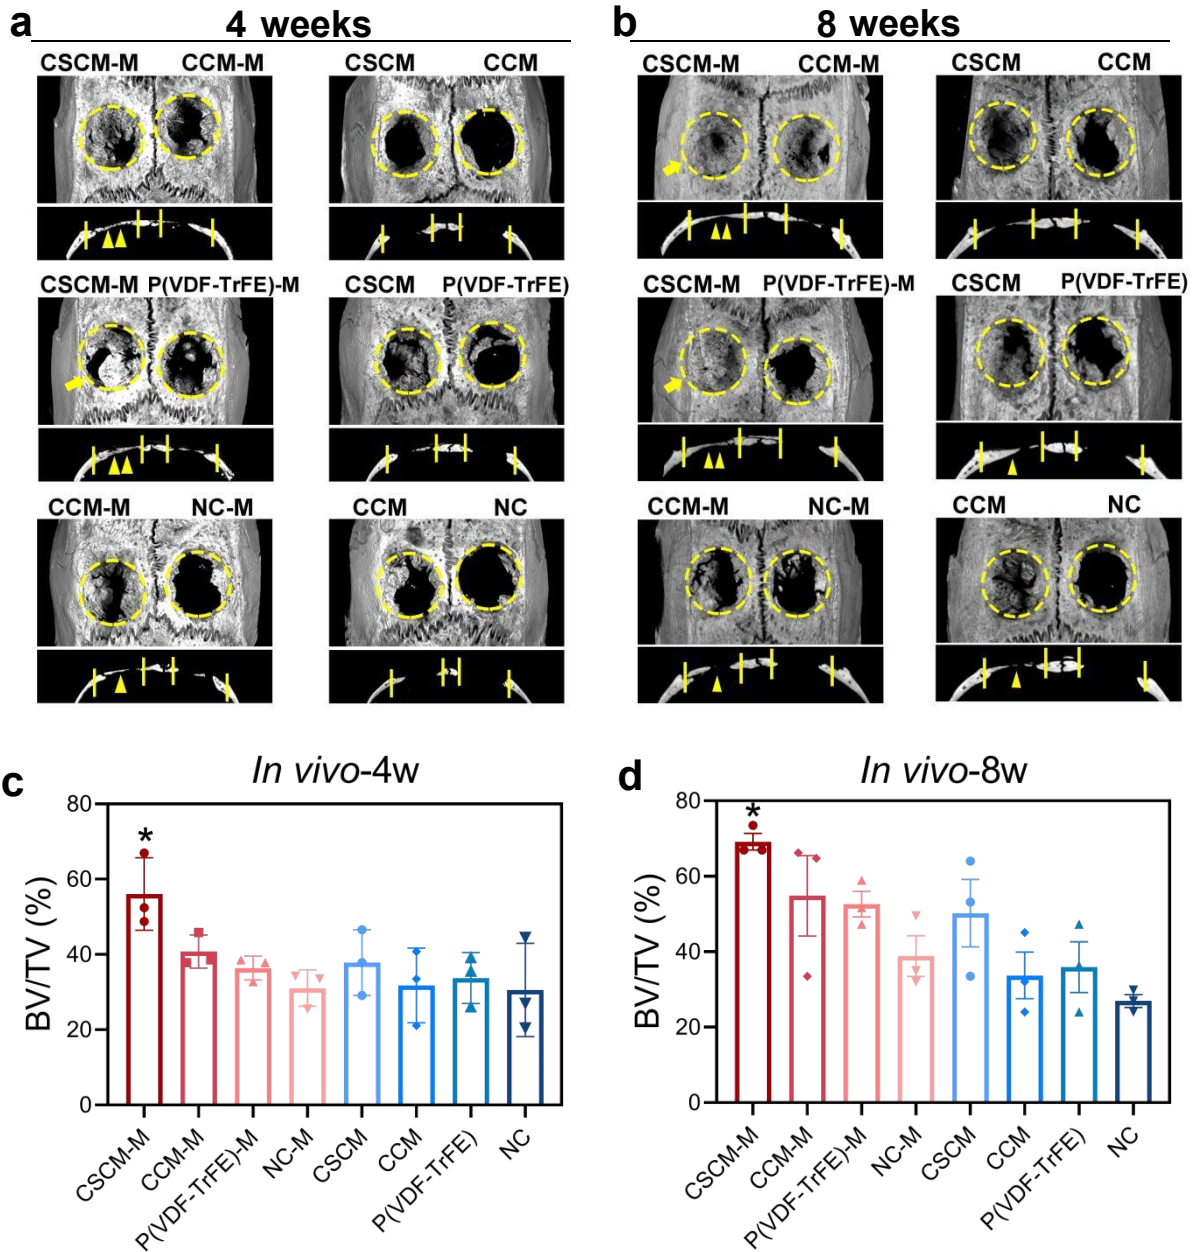 a 4 weeks
b 8 weeks
CSCM-M CCM-M
CSCM CCM
CSCM-M CCM-M
CSCM CCM
CSCM-M P(VDF-TrFE)-M
CSCM P(VDF-TrFE)
CSCM-M P(VDF-TrFE)-M
CSCM P(VDF-TrFE)
CCM-M NC-M
CCM NC
CCM-M NC-M
CCM NC
c
In vivo-4w
BV/TV (%)
80
60
40
20
0
*
CSCM-M
CCM-M
P(VDF-TrFE)-M
NC-M
CSCM
CCM
P(VDF-TrFE)
NC
d
In vivo-8w
BV/TV (%)
80
60
40
20
0
*
CSCM-M
CCM-M
P(VDF-TrFE)-M
NC-M
CSCM
CCM
P(VDF-TrFE)
NC